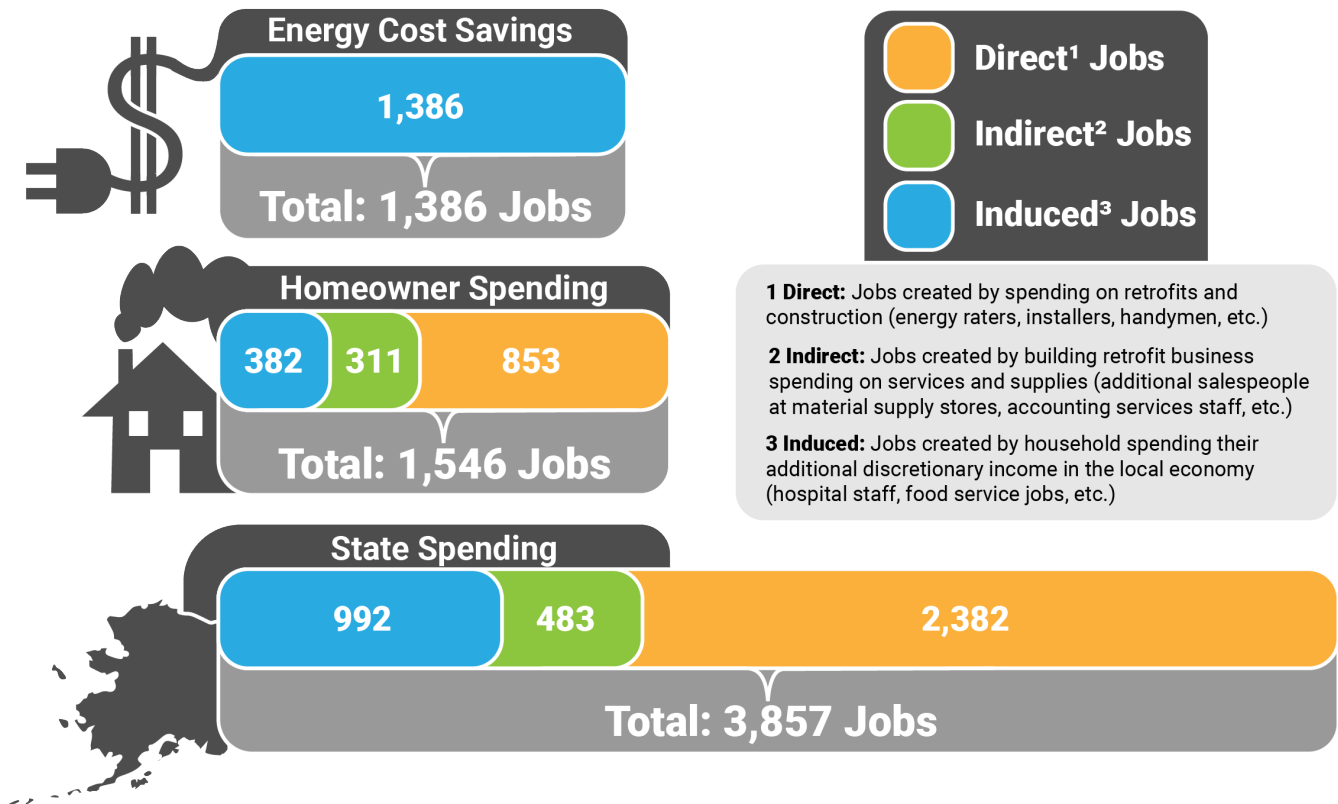 Energy Cost Savings
1,386
Total: 1,386 Jobs
Homeowner Spending
382 311 853
Total: 1,546 Jobs
State Spending
992 483 2,382
Total: 3,857 Jobs
Direct¹ Jobs
Indirect² Jobs
Induced³ Jobs
1 Direct: Jobs created by spending on retrofits and
construction (energy raters, installers, handymen, etc.)
2 Indirect: Jobs created by building retrofit business
spending on services and supplies (additional salespeople
at material supply stores, accounting services staff, etc.)
3 Induced: Jobs created by household spending their
additional discretionary income in the local economy
(hospital staff, food service jobs, etc.)